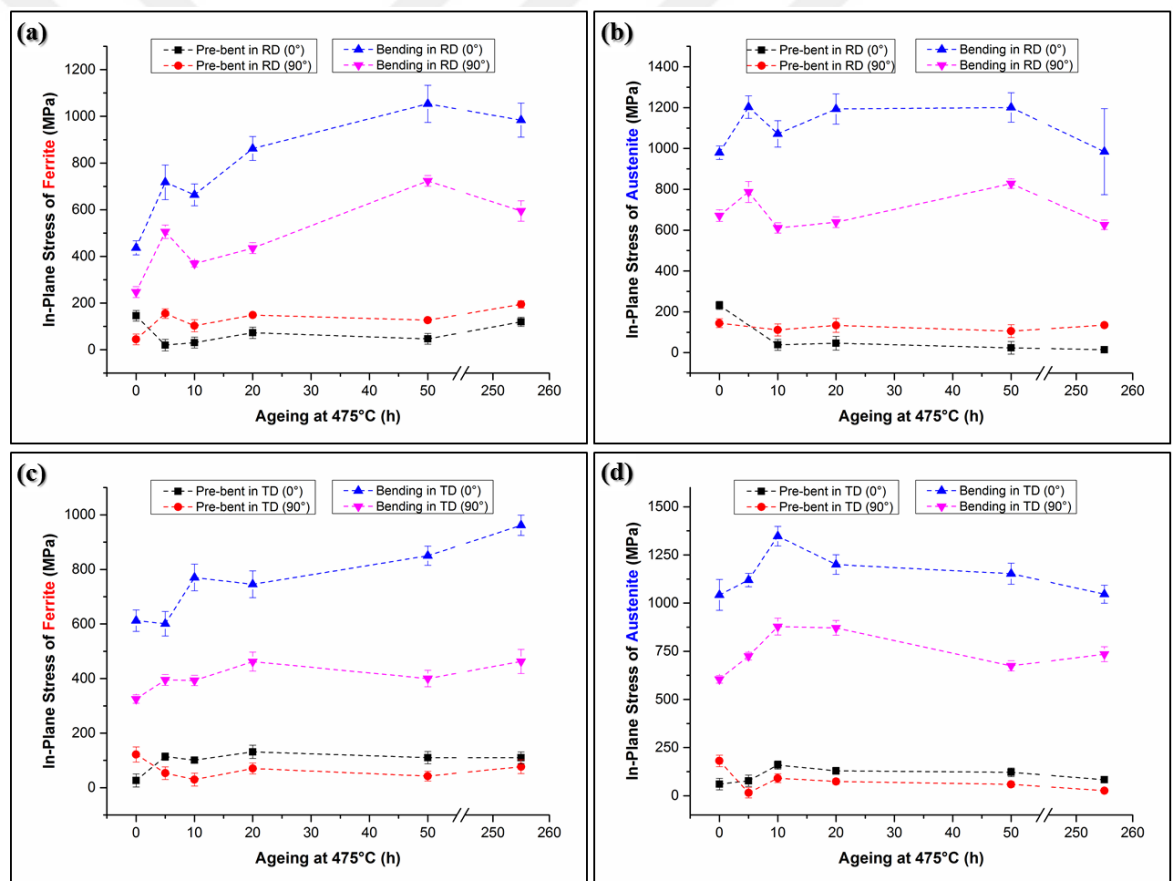 (a)
Pre-bent in RD (0°) Bending in RD (0°)
Pre-bent in RD (90°) Bending in RD (90°)
In-Plane Stress of Ferrite (MPa)
1200
1000
800
600
400
200
0
0 10 20 30 40 50 250 260
Ageing at 475°C (h)
(b)
Pre-bent in RD (0°) Bending in RD (0°)
Pre-bent in RD (90°) Bending in RD (90°)
In-Plane Stress of Austenite (MPa)
1400
1200
1000
800
600
400
200
0
0 10 20 30 40 50 250 260
Ageing at 475°C (h)
(c)
Pre-bent in TD (0°) Bending in TD (0°)
Pre-bent in TD (90°) Bending in TD (90°)
In-Plane Stress of Ferrite (MPa)
1000
800
600
400
200
0
0 10 20 30 40 50 250 260
Ageing at 475°C (h)
(d)
Pre-bent in TD (0°) Bending in TD (0°)
Pre-bent in TD (90°) Bending in TD (90°)
In-Plane Stress of Austenite (MPa)
1500
1250
1000
750
500
250
0
0 10 20 30 40 50 250 260
Ageing at 475°C (h)